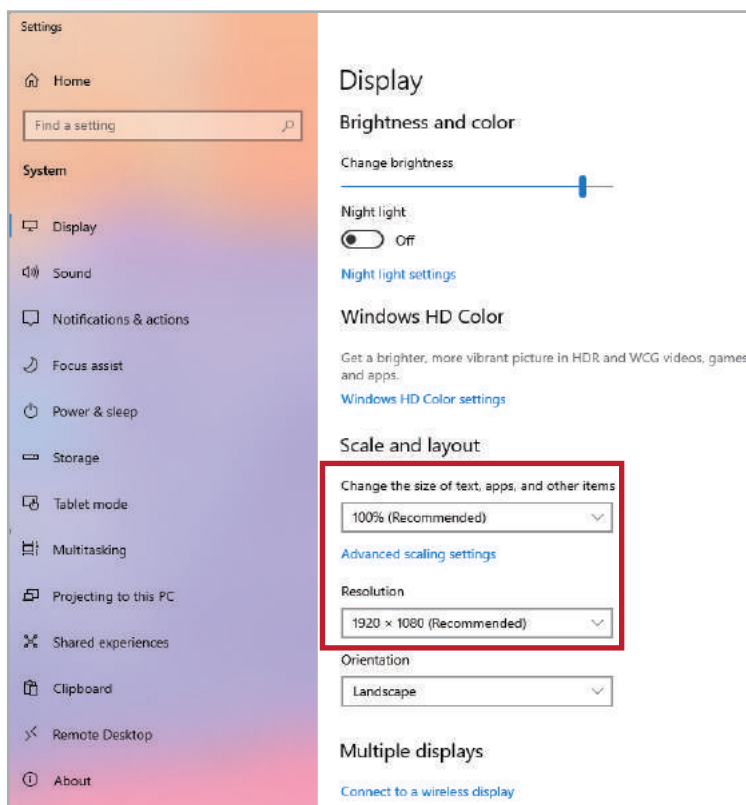 Settings
Home
Find a setting
System
Display
Sound
Notifications & actions
Focus assist
Power & sleep
Storage
Tablet mode
Multitasking
Projecting to this PC
Shared experiences
Clipboard
Remote Desktop
About
Display
Brightness and color
Change brightness
Night light
Off
Night light settings
Windows HD Color
Get a brighter, more vibrant picture in HDR and WCG videos, games
and apps.
Windows HD Color settings
Scale and layout
Change the size of text, apps, and other items
100% (Recommended)
Advanced scaling settings
Resolution
1920 × 1080 (Recommended)
Orientation
Landscape
Multiple displays
Connect to a wireless display